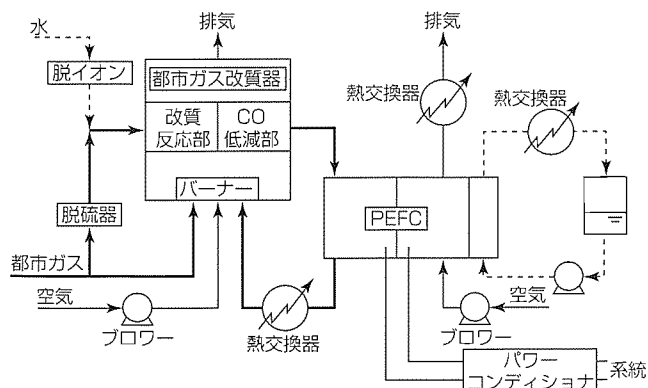 水
脱イオン
排気
都市ガス改質器
改質
反応部
CO
低減部
バーナー
脱硫器
都市ガス
空気
ブロワー
熱交換器
排気
熱交換器
熱交換器
PEFC
空気
ブロワー
パワー
コンディショナ
系統